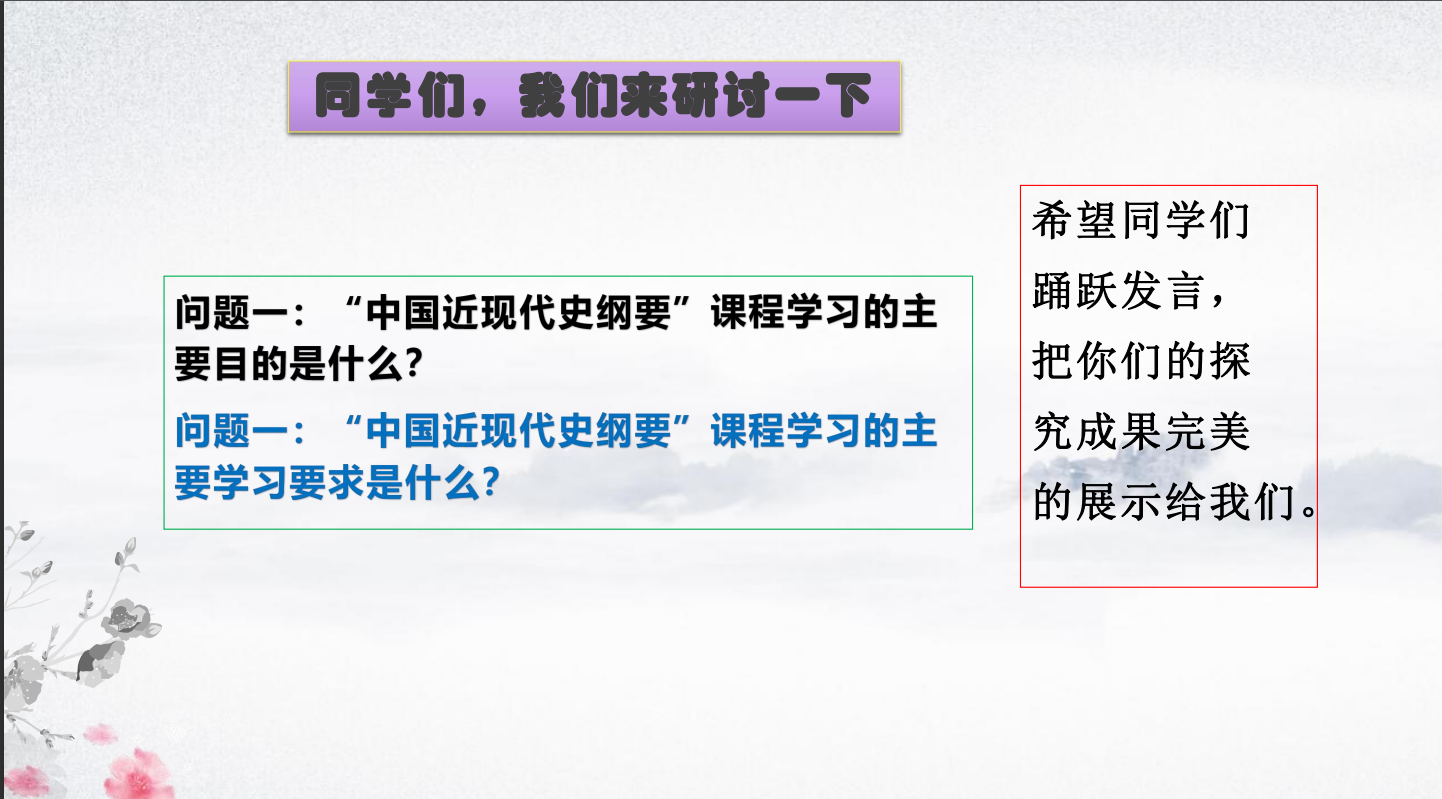 同学们，我们来研讨一下
问题一：“中国近现代史纲要”课程学习的主
要目的是什么？
问题一：“中国近现代史纲要”课程学习的主
要学习要求是什么？
希望同学们
踊跃发言，
把你们的探
究成果完美
的展示给我们。